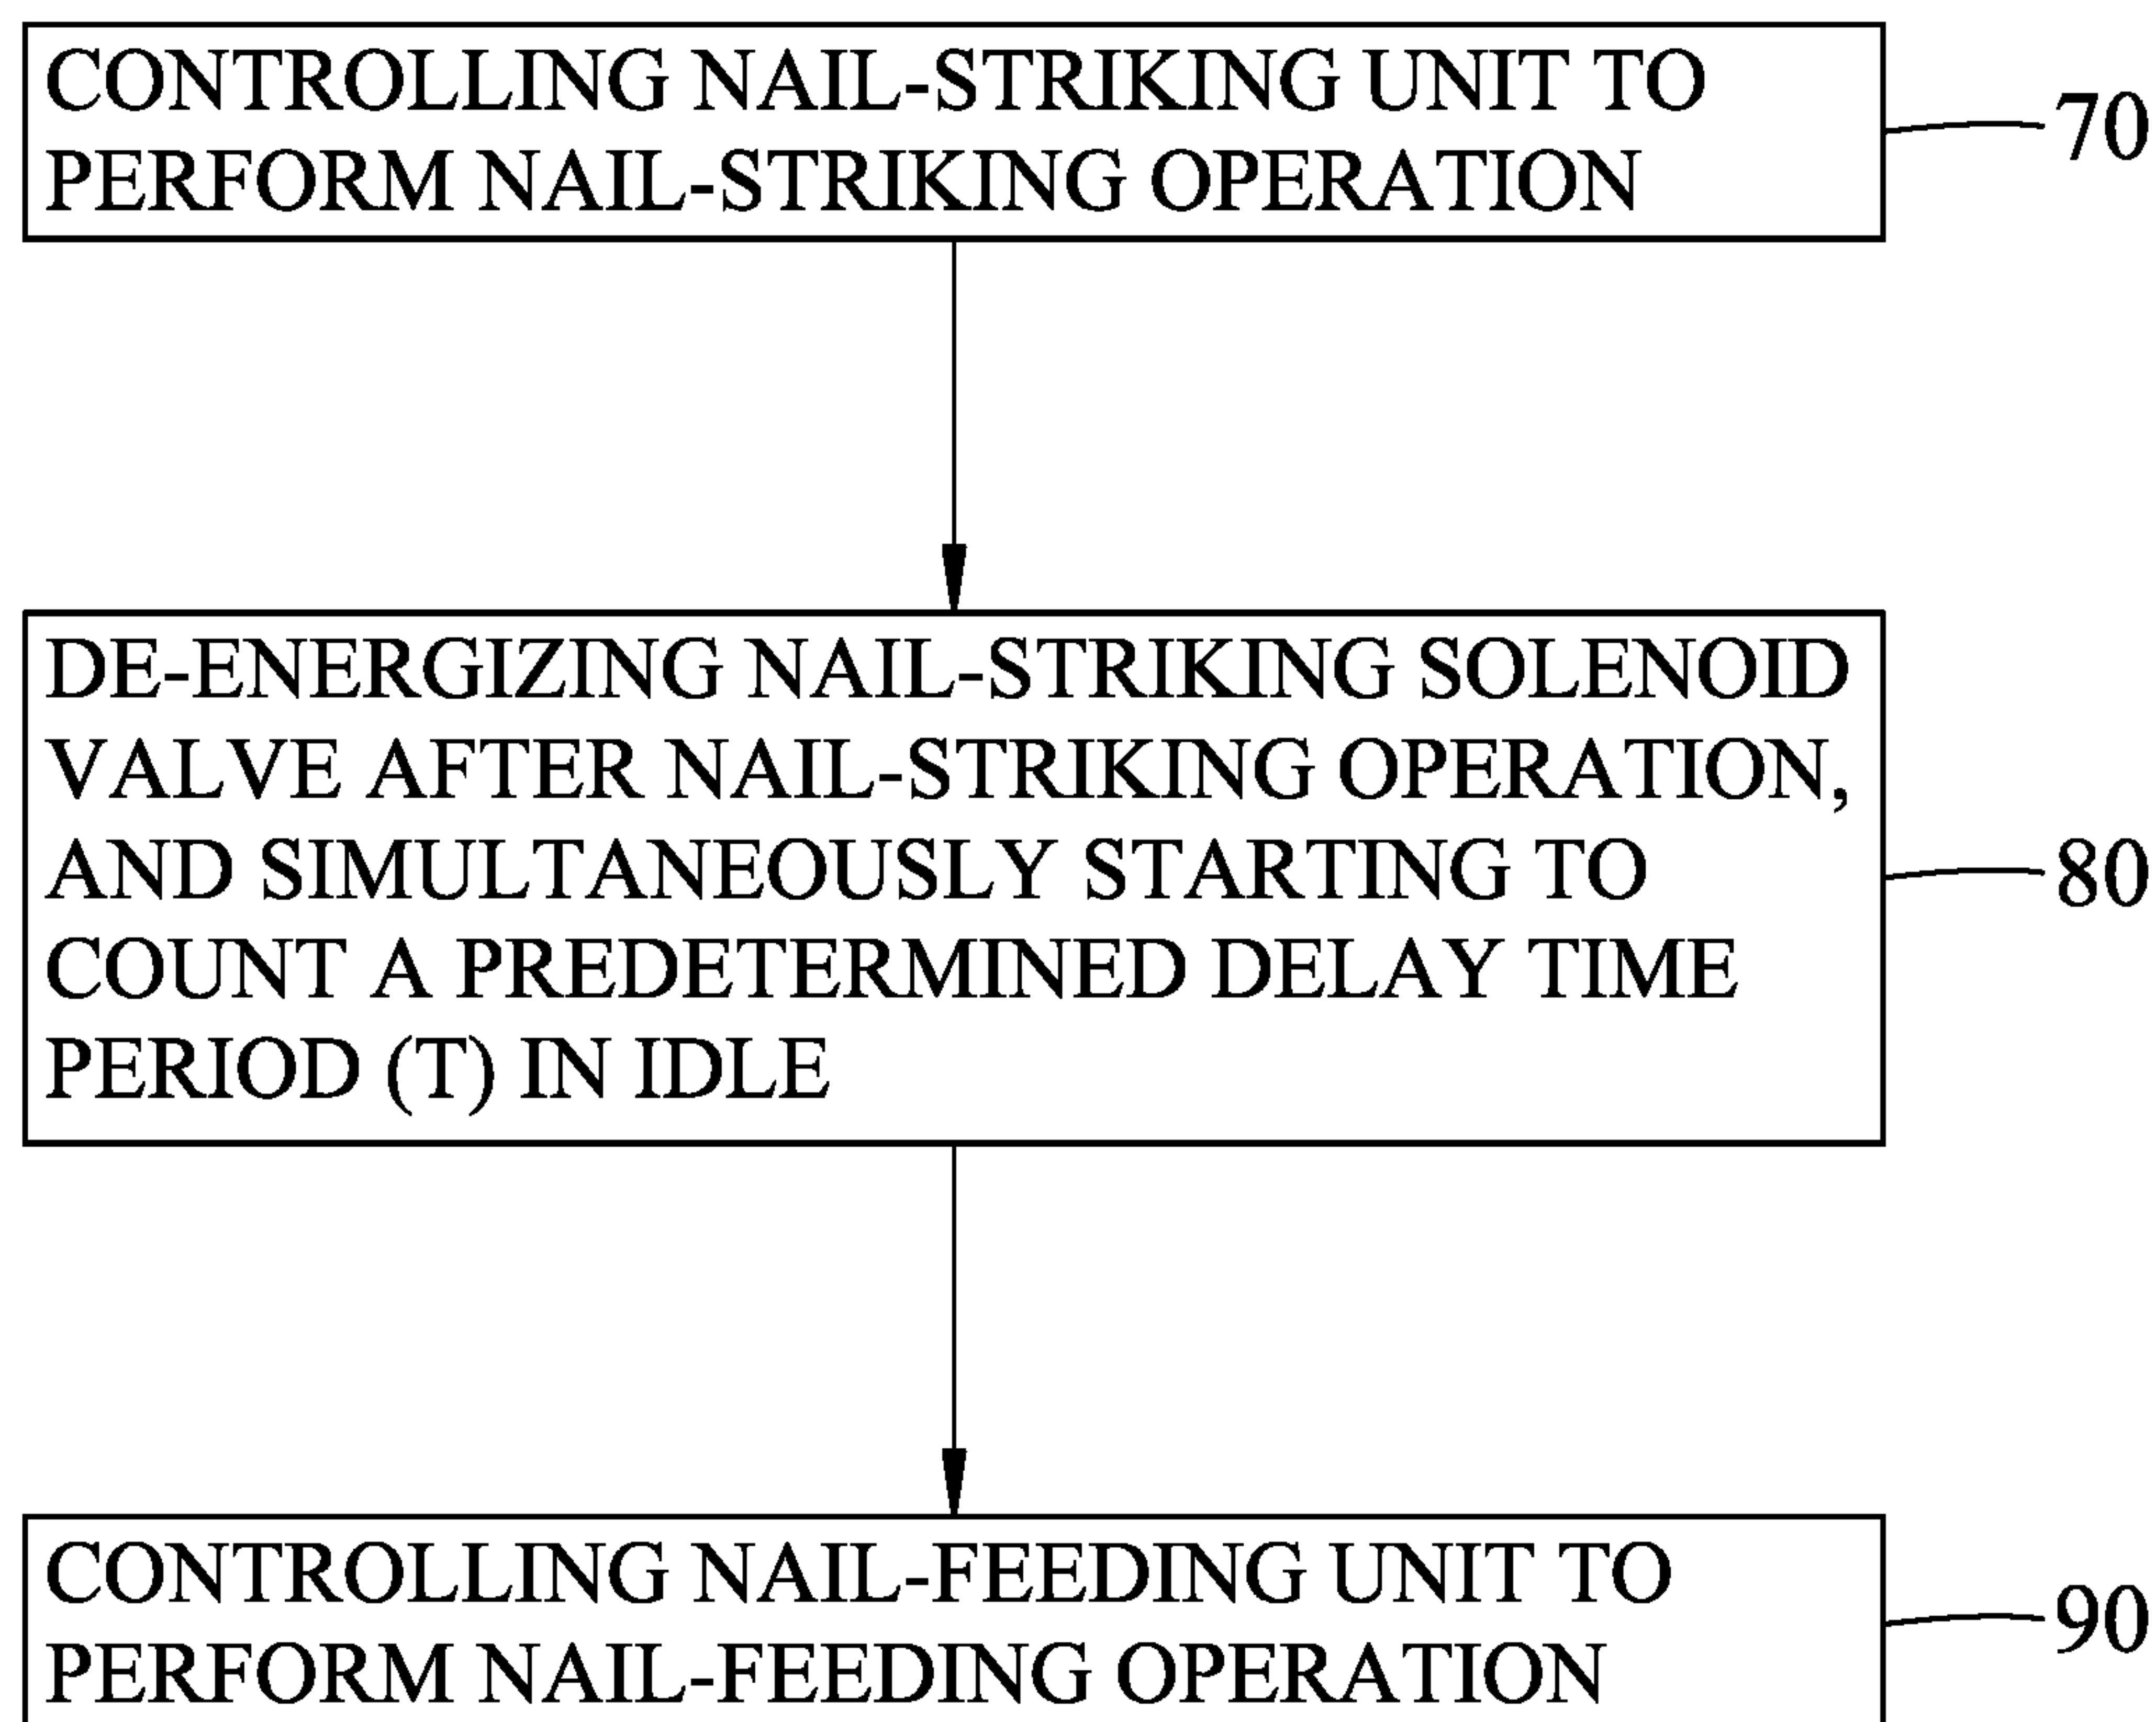 CONTROLLING NAIL-STRIKING UNIT TO
PERFORM NAIL-STRIKING OPERATION
70
DE-ENERGIZING NAIL-STRIKING SOLENOID
VALVE AFTER NAIL-STRIKING OPERATION,
AND SIMULTANEOUSLY STARTING TO
COUNT A PREDETERMINED DELAY TIME
PERIOD (T) IN IDLE
80
CONTROLLING NAIL-FEEDING UNIT TO
PERFORM NAIL-FEEDING OPERATION
90